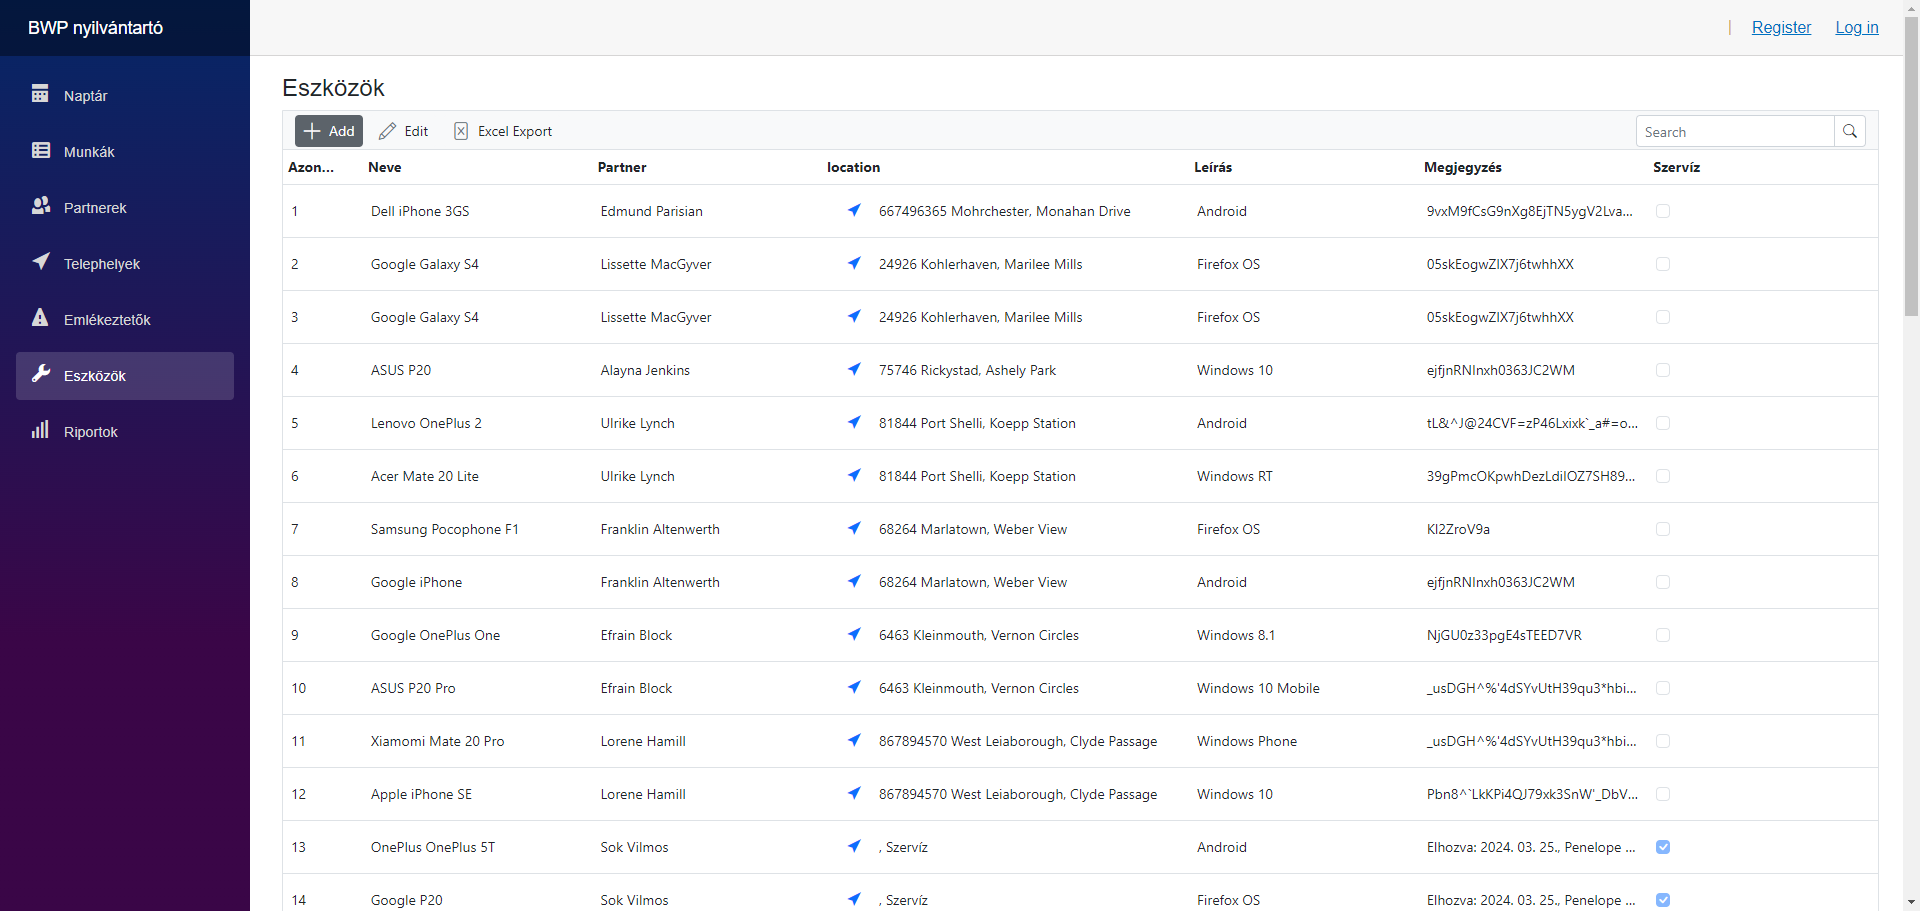 BWP nyilvántartó
Register Log in
Naptár
Munkák
Partnerek
Telephelyek
Emlékeztetők
Eszközök
Riportok
Eszközök
Add Edit Excel Export Search
Azon... Neve Partner location Leírás Megjegyzés Szervíz
1 Dell iPhone 3GS Edmund Parisian 667496365 Mohrchester, Monahan Drive Android 9vxM9fCsG9nXg8EjTN5ygV2Lva...
2 Google Galaxy S4 Lissette MacGyver 24926 Kohlerhaven, Marilee Mills Firefox OS 05skEogwZIX7j6twhhXX
3 Google Galaxy S4 Lissette MacGyver 24926 Kohlerhaven, Marilee Mills Firefox OS 05skEogwZIX7j6twhhXX
4 ASUS P20 Alayna Jenkins 75746 Rickystad, Ashely Park Windows 10 ejfjnRNInxh0363JC2WM
5 Lenovo OnePlus 2 Ulrike Lynch 81844 Port Shelli, Koepp Station Android tL&^J@24CVF=zP46Lxixk`_a#=o...
6 Acer Mate 20 Lite Ulrike Lynch 81844 Port Shelli, Koepp Station Windows RT 39gPmcOKpwhDezLdiIOZ7SH89...
7 Samsung Pocophone F1 Franklin Altenwerth 68264 Marlatown, Weber View Firefox OS KI2ZroV9a
8 Google iPhone Franklin Altenwerth 68264 Marlatown, Weber View Android ejfjnRNInxh0363JC2WM
9 Google OnePlus One Efrain Block 6463 Kleinmouth, Vernon Circles Windows 8.1 NjGU0z33pgE4sTEED7VR
10 ASUS P20 Pro Efrain Block 6463 Kleinmouth, Vernon Circles Windows 10 Mobile _usDGH^%'4dSYvUtH39qu3*hbi...
11 Xiamomi Mate 20 Pro Lorene Hamill 867894570 West Leiaborough, Clyde Passage Windows Phone _usDGH^%'4dSYvUtH39qu3*hbi...
12 Apple iPhone SE Lorene Hamill 867894570 West Leiaborough, Clyde Passage Windows 10 Pbn8^`LkKPi4QJ79xk3SnW'_DbV...
13 OnePlus OnePlus 5T Sok Vilmos , Szervíz Android Elhozva: 2024. 03. 25., Penelope ...
14 Google P20 Sok Vilmos , Szervíz Firefox OS Elhozva: 2024. 03. 25., Penelope ...